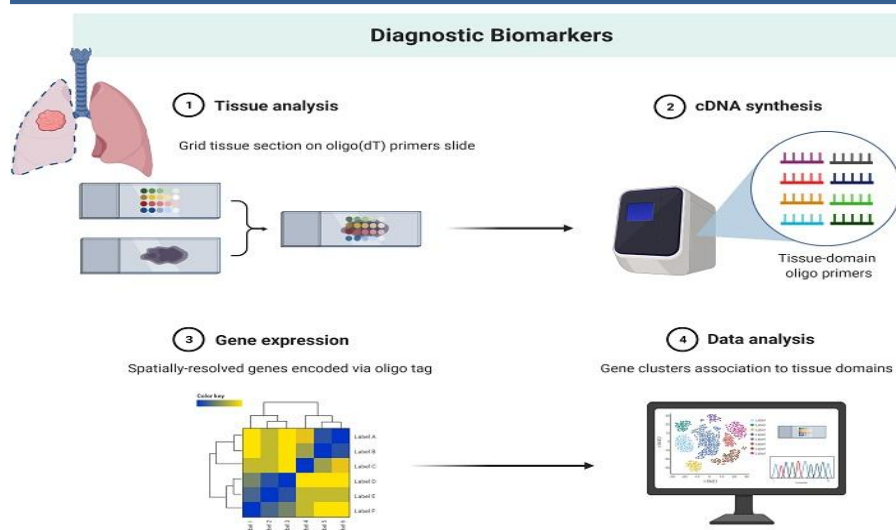 Diagnostic Biomarkers
1 Tissue analysis
Grid tissue section on oligo(dT) primers slide
2 cDNA synthesis
Tissue-domain
oligo primers
3 Gene expression
Spatially-resolved genes encoded via oligo tag
Color key
Label A
Label B
Label C
Label D
Label E
Label F
4 Data analysis
Gene clusters association to tissue domains